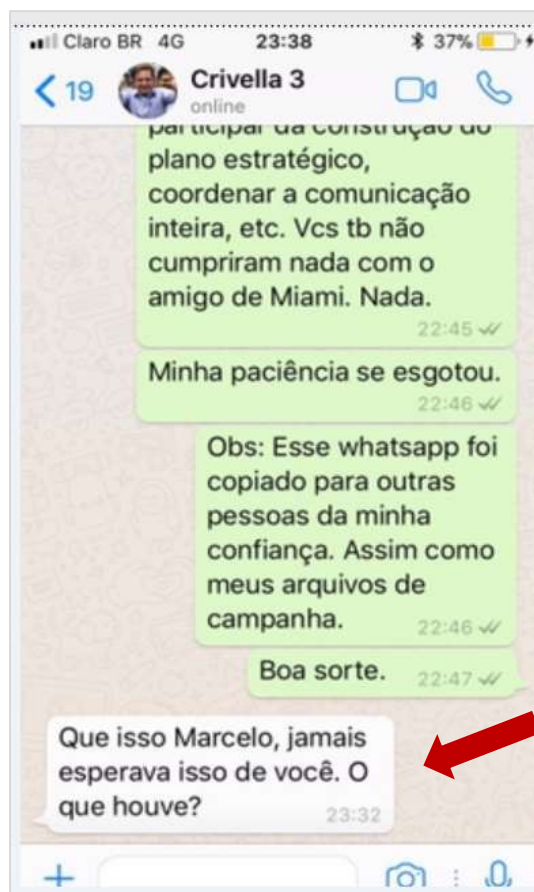 Claro BR 4G 23:38 37%
19 Crivella 3
online
participar da construção do
plano estratégico,
coordenar a comunicação
inteira, etc. Vcs tb não
cumpriram nada com o
amigo de Miami. Nada.
22:45
Minha paciência se esgotou.
22:46
Obs: Esse whatsapp foi
copiado para outras
pessoas da minha
confiança. Assim como
meus arquivos de
campanha. 22:46
Boa sorte. 22:47
Que isso Marcelo, jamais
esperava isso de você. O
que houve? 23:32